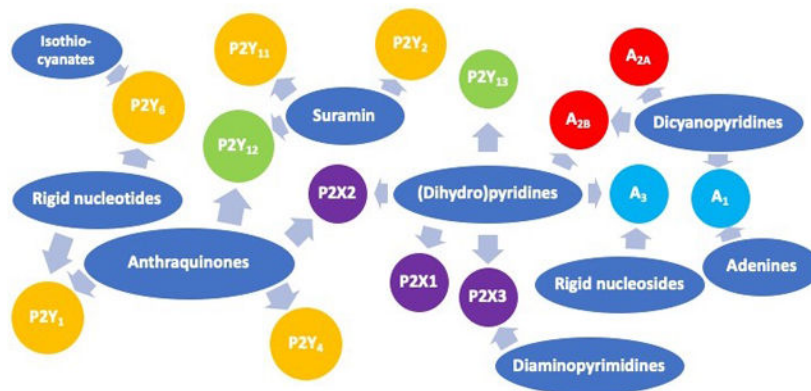 Isothio-
cyanates
P2Y₁₁
P2Y₂
P2Y₆
Suramin
P2Y₁₃
A₂A
P2Y₁₂
A₂B
Dicyanopyridines
Rigid nucleotides
P2X2
(Dihydro)pyridines
A₃
A₁
Anthraquinones
P2X1
P2X3
Rigid nucleosides
Adenines
P2Y₁
P2Y₄
Diaminopyrimidines